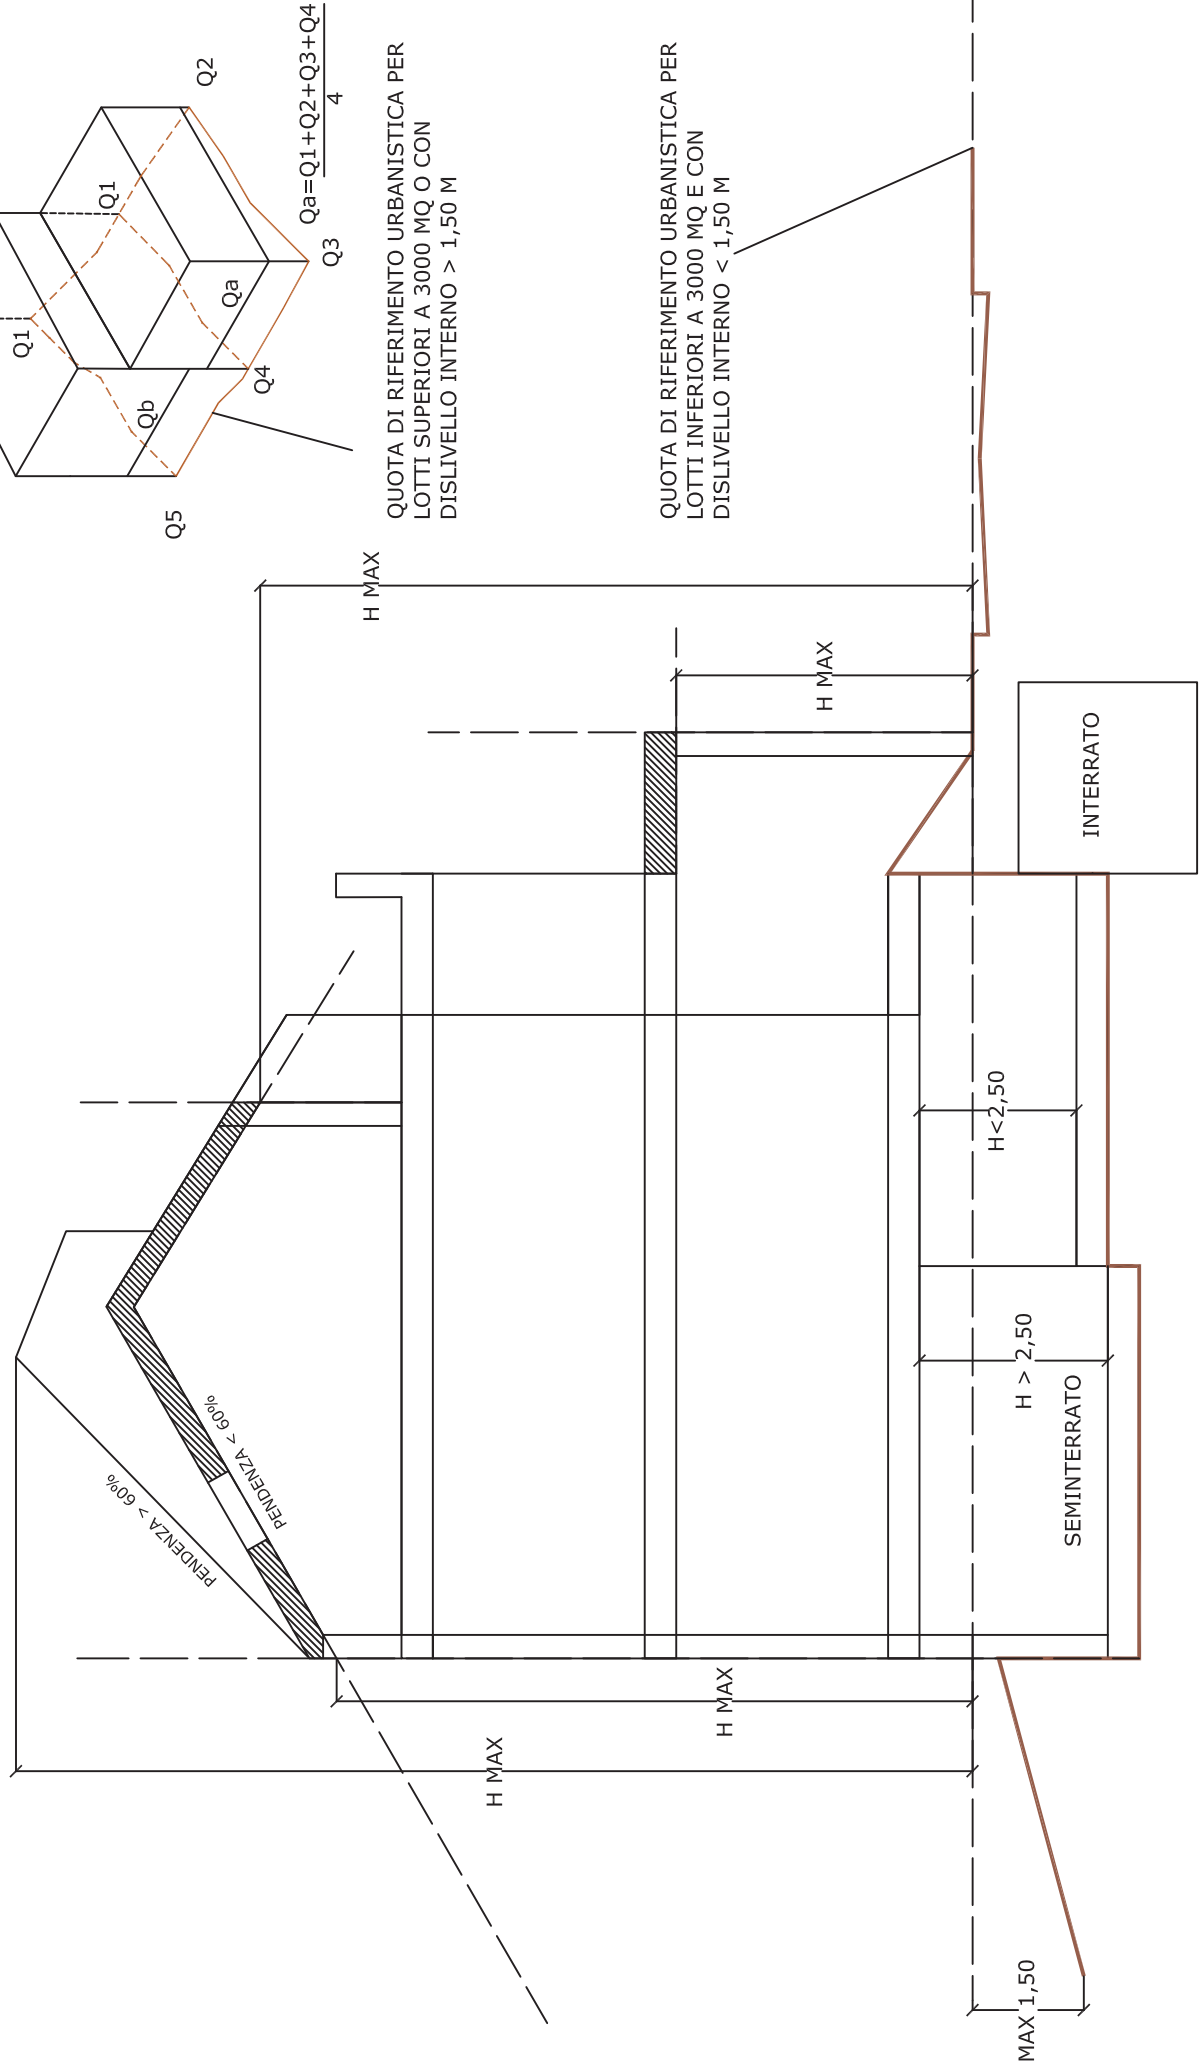 Q1
Q1
Q2
Qb
Qa
Q5
Q4
Q3
Qa=Q1+Q2+Q3+Q4
4
QUOTA DI RIFERIMENTO URBANISTICA PER
LOTTI SUPERIORI A 3000 MQ O CON
DISLIVELLO INTERNO > 1,50 M
QUOTA DI RIFERIMENTO URBANISTICA PER
LOTTI INFERIORI A 3000 MQ E CON
DISLIVELLO INTERNO < 1,50 M
PENDENZA > 60%
PENDENZA < 60%
H MAX
H MAX
H MAX
H MAX
H<2,50
H > 2,50
SEMINTERRATO
INTERRATO
MAX 1,50